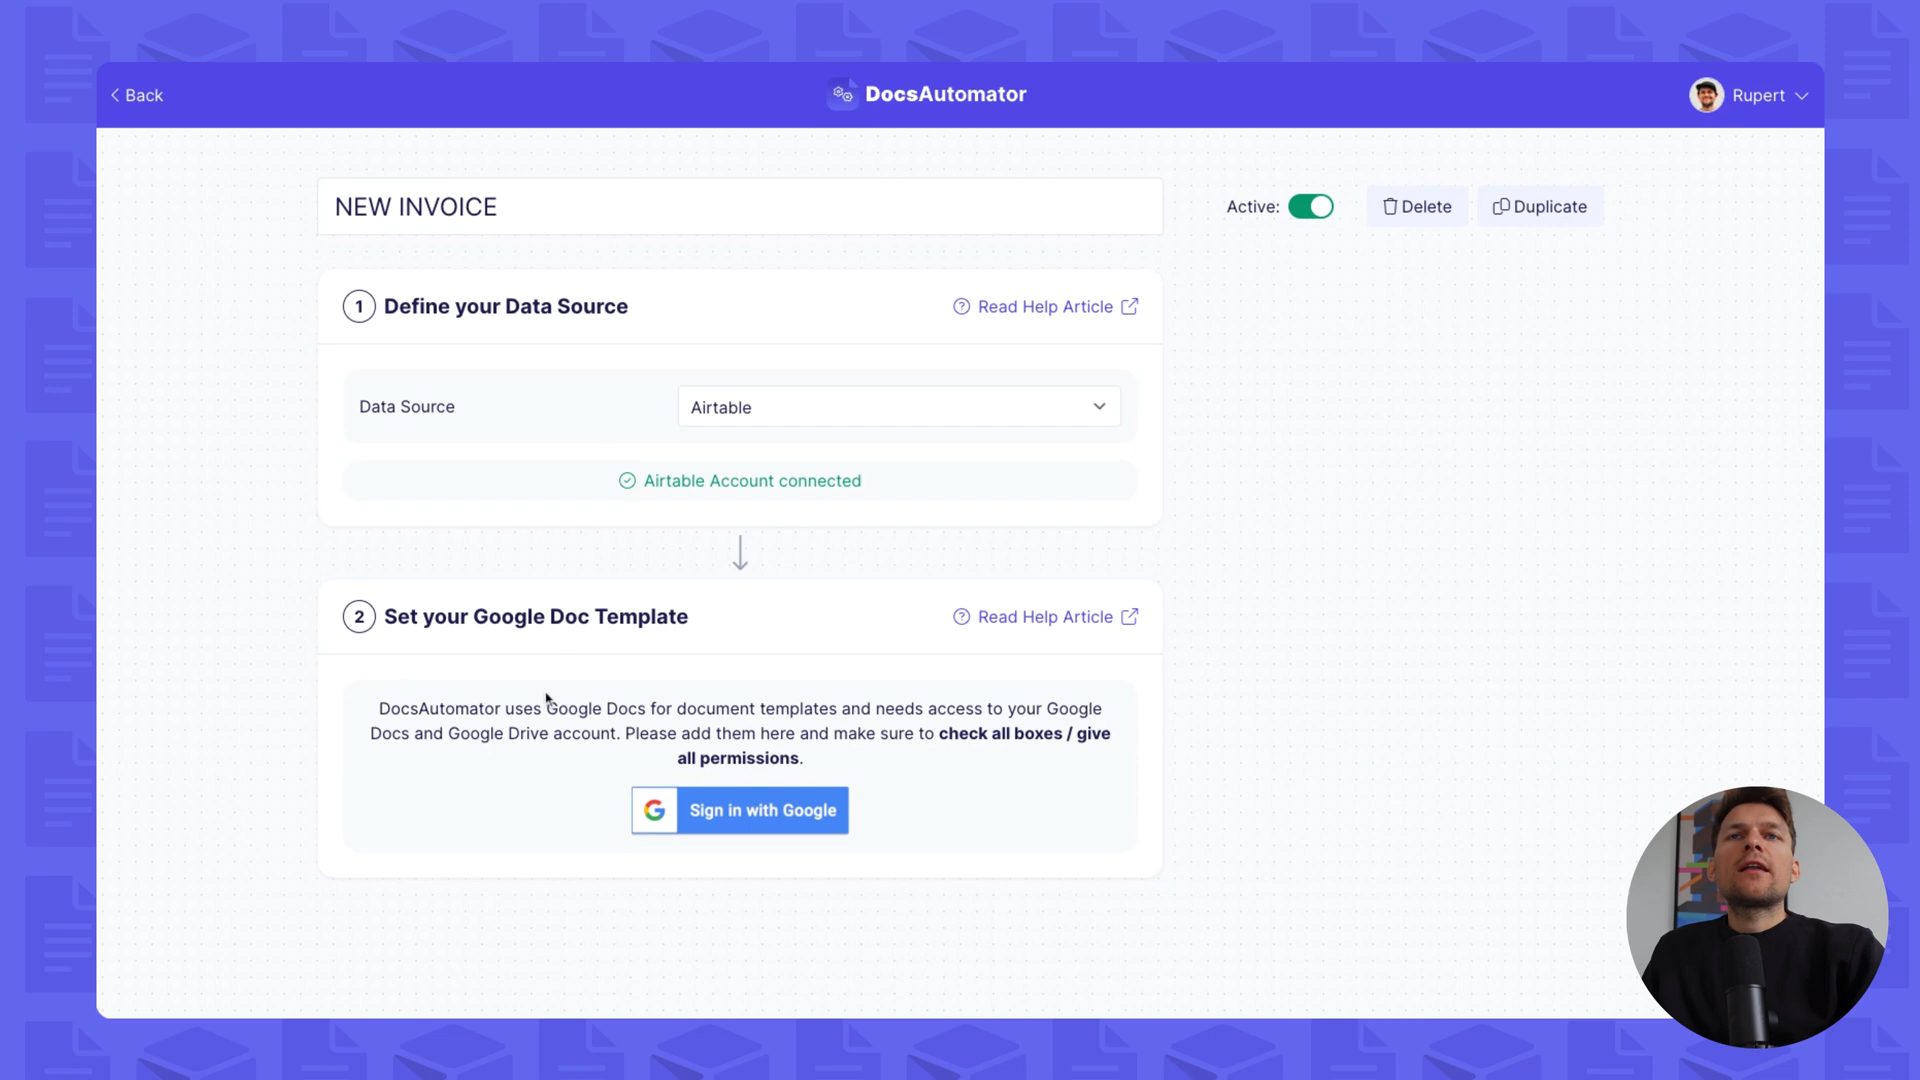 Back
DocsAutomator
Rupert
NEW INVOICE
Active:
Delete
Duplicate
1 Define your Data Source
Read Help Article
Data Source
Airtable
Airtable Account connected
2 Set your Google Doc Template
Read Help Article
DocsAutomator uses Google Docs for document templates and needs access to your Google
Docs and Google Drive account. Please add them here and make sure to check all boxes / give
all permissions.
Sign in with Google